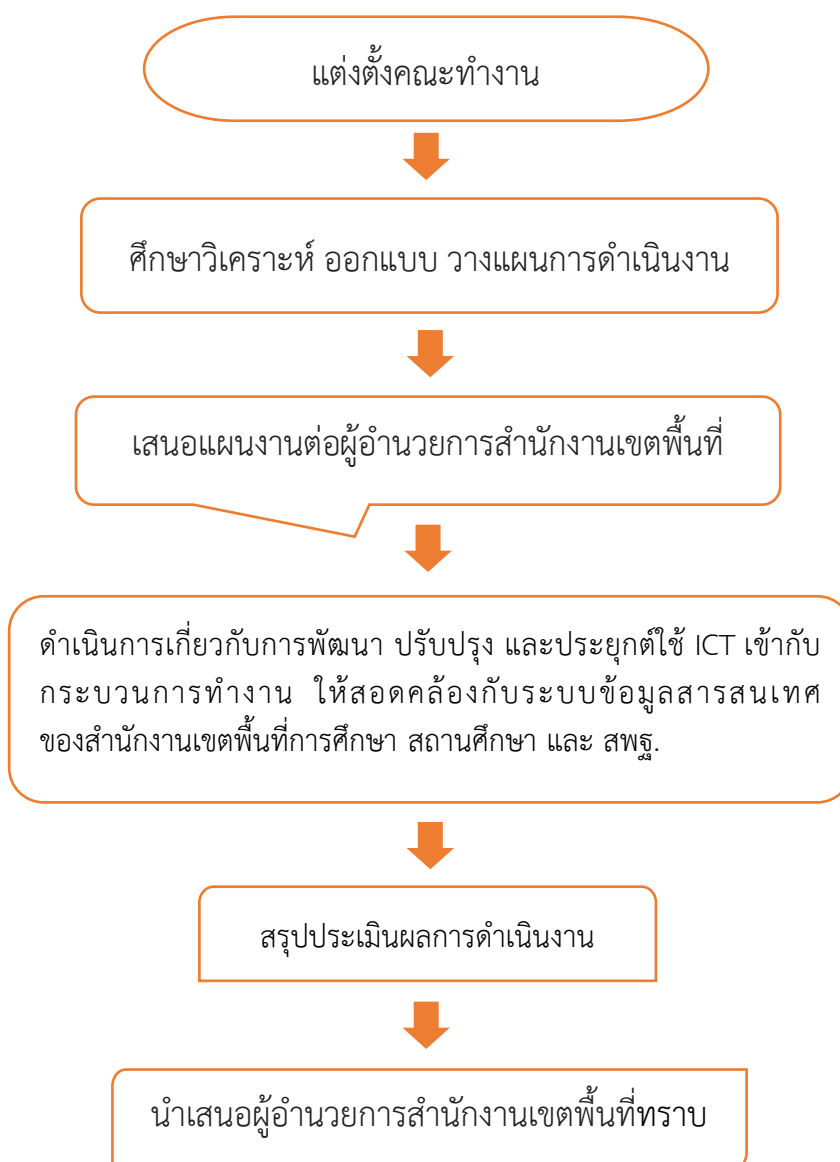 แต่งตั้งคณะทำงาน
ศึกษาวิเคราะห์ ออกแบบ วางแผนการดำเนินงาน
เสนอแผนงานต่อผู้อำนวยการสำนักงานเขตพื้นที่
ดำเนินการเกี่ยวกับการพัฒนา ปรับปรุง และประยุกต์ใช้ ICT เข้ากับ
กระบวนการทำงาน ให้สอดคล้องกับระบบข้อมูลสารสนเทศ
ของสำนักงานเขตพื้นที่การศึกษา สถานศึกษา และ สพฐ.
สรุปประเมินผลการดำเนินงาน
นำเสนอผู้อำนวยการสำนักงานเขตพื้นที่ทราบ